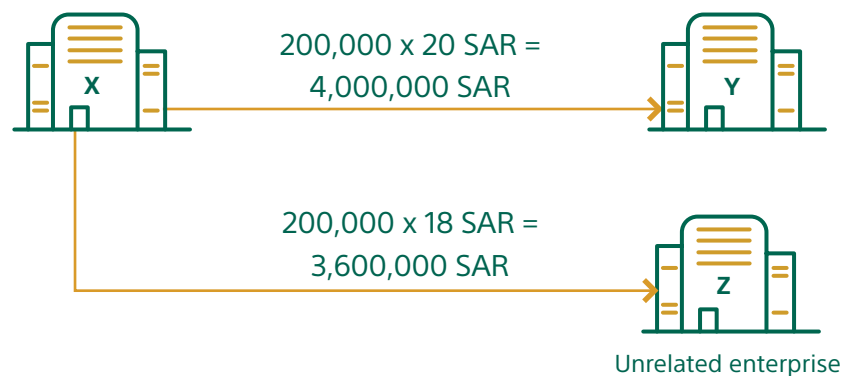 200,000 x 20 SAR =
4,000,000 SAR
X
Y
200,000 x 18 SAR =
3,600,000 SAR
Z
Unrelated enterprise